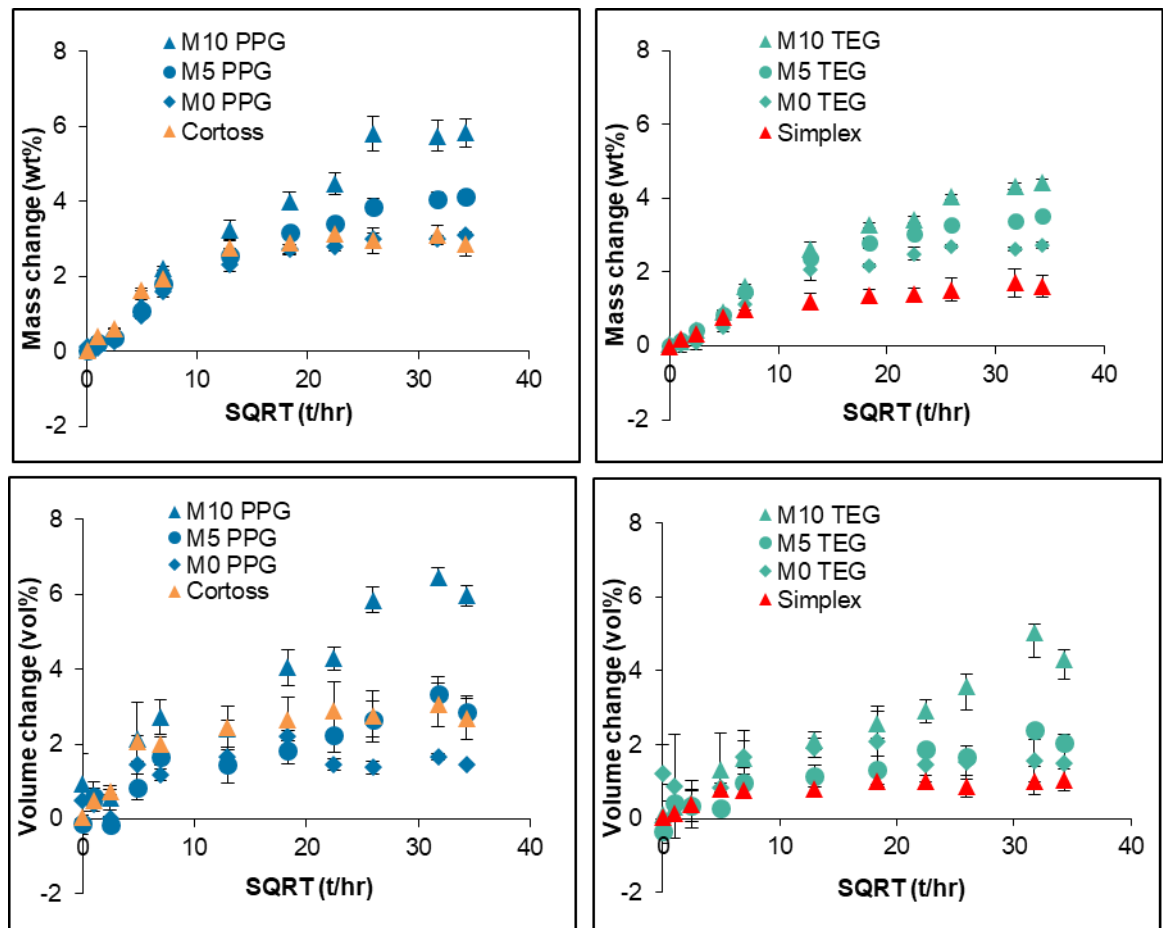 M10 PPG
M5 PPG
M0 PPG
Cortoss
Mass change (wt%)
8
6
4
2
0
-2
0
10
20
30
40
SQRT (t/hr)
M10 TEG
M5 TEG
M0 TEG
Simplex
Mass change (wt%)
8
6
4
2
0
-2
0
10
20
30
40
SQRT (t/hr)
M10 PPG
M5 PPG
M0 PPG
Cortoss
Volume change (vol%)
8
6
4
2
0
-2
0
10
20
30
40
SQRT (t/hr)
M10 TEG
M5 TEG
M0 TEG
Simplex
Volume change (vol%)
8
6
4
2
0
-2
0
10
20
30
40
SQRT (t/hr)